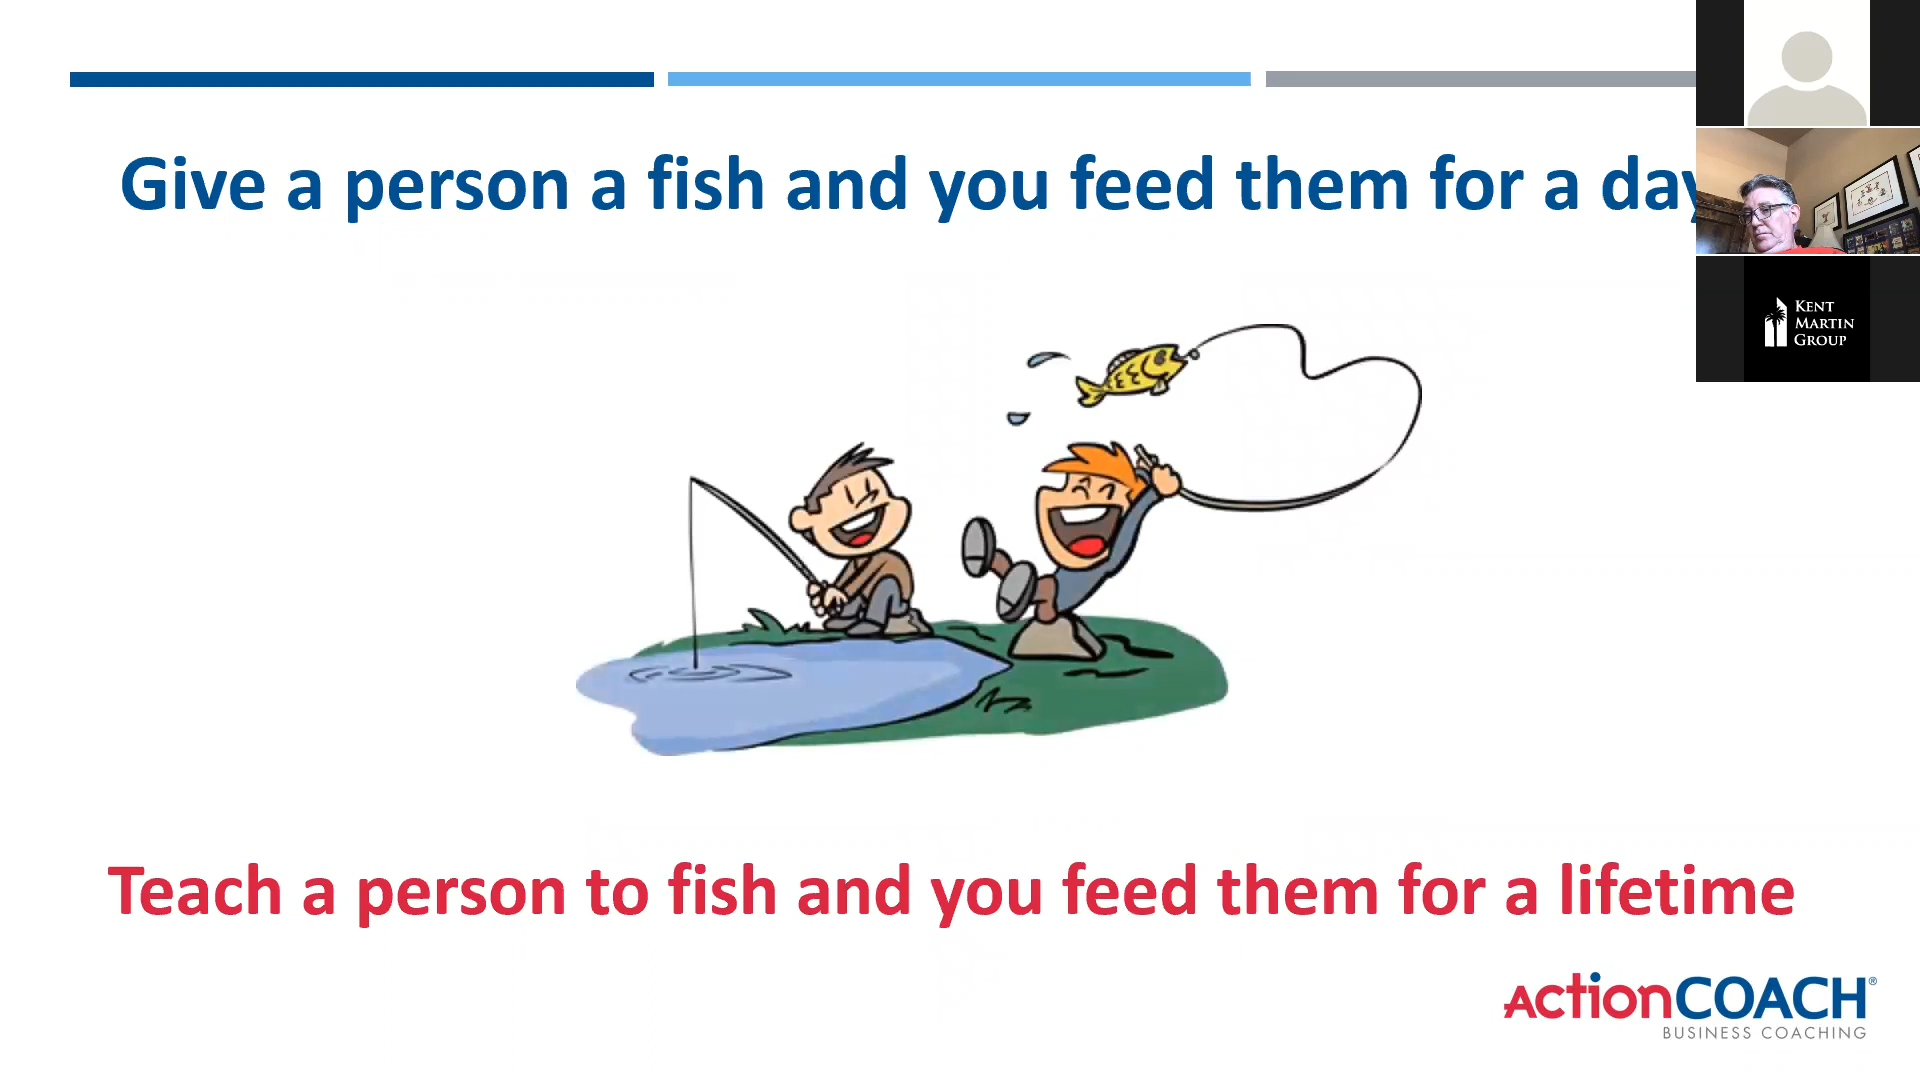 Give a person a fish and you feed them for a day
Kent
Martin
Group
Teach a person to fish and you feed them for a lifetime
ActionCOACH®
BUSINESS COACHING